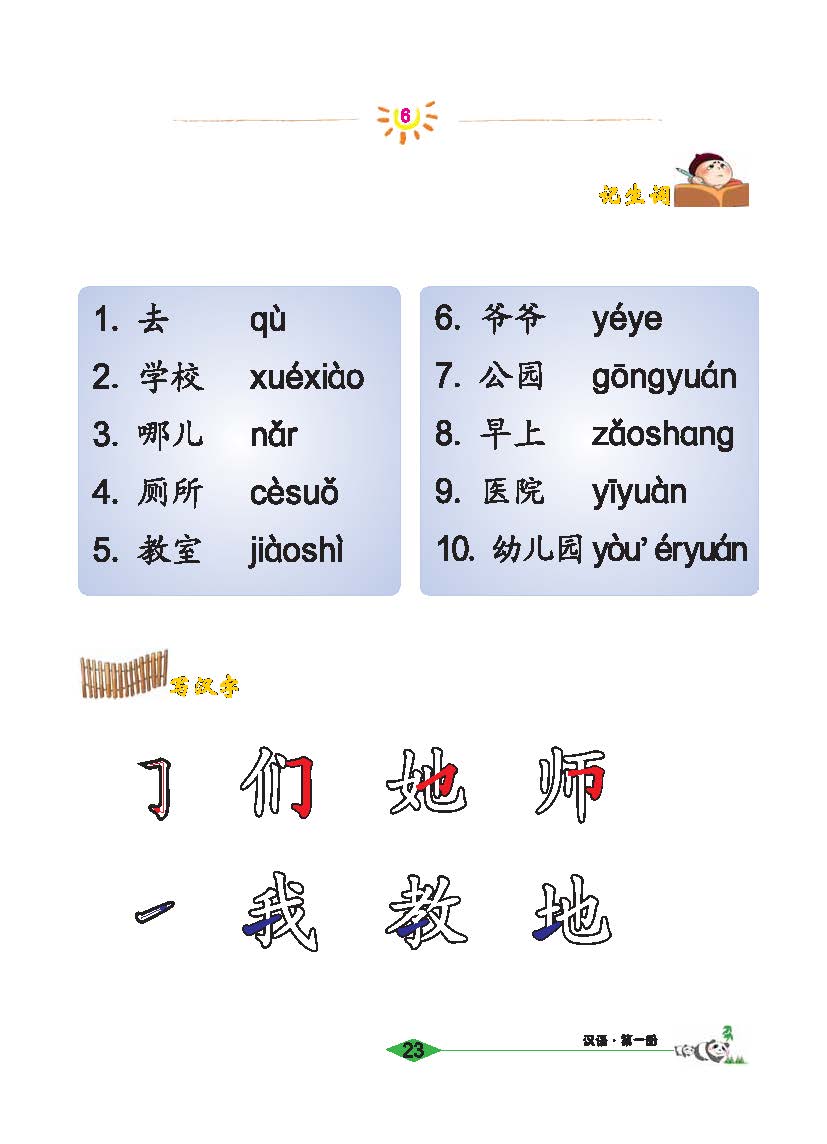 6
记生词
1. 去 qù
2. 学校 xuéxiào
3. 哪儿 nǎr
4. 厕所 cèsuǒ
5. 教室 jiàoshì
6. 爷爷 yéye
7. 公园 gōngyuán
8. 早上 zǎoshang
9. 医院 yīyuàn
10. 幼儿园 yòu’éryuán
写汉字
㇆ 们 她 师
㇀ 我 教 地
23
汉语·第一册